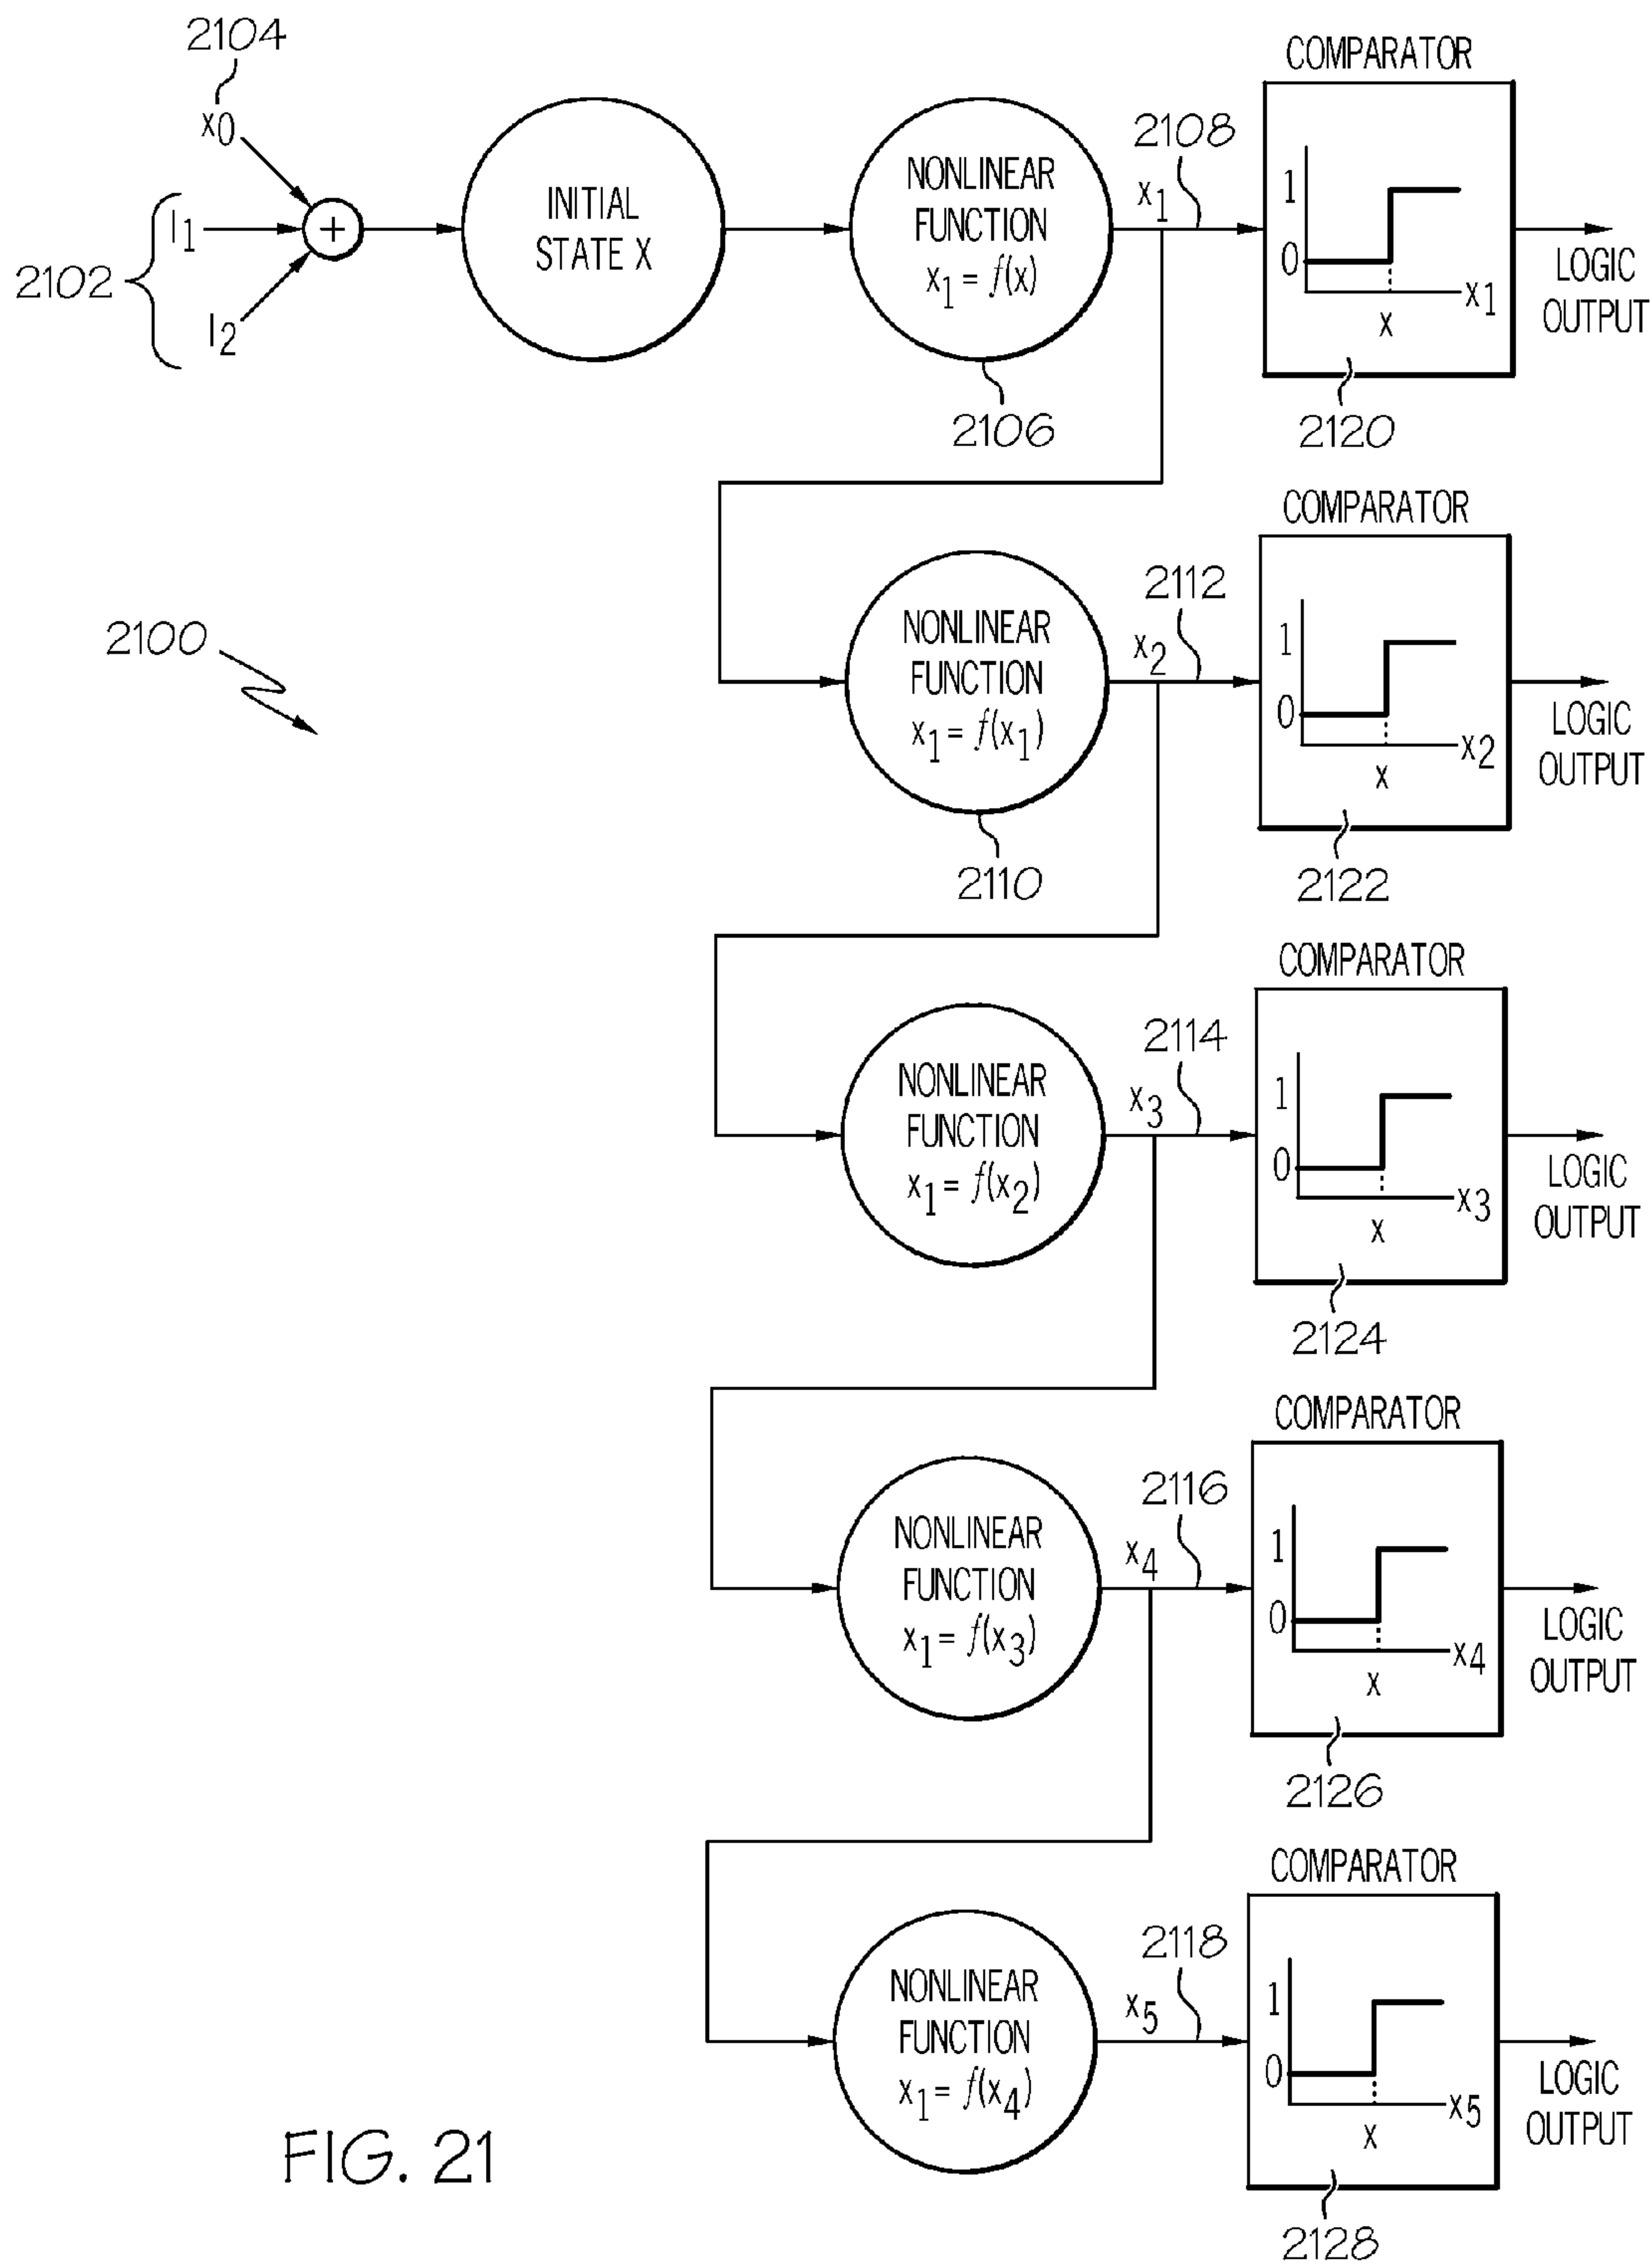 2104
x0
2102
I1
I2
+
INITIAL
STATE X
NONLINEAR
FUNCTION
x1 = f(x)
2106
x1
2108
COMPARATOR
1
0
x1
x
2120
LOGIC
OUTPUT
2100
NONLINEAR
FUNCTION
x1 = f(x1)
2110
x2
2112
COMPARATOR
1
0
x2
x
2122
LOGIC
OUTPUT
NONLINEAR
FUNCTION
x1 = f(x2)
x3
2114
COMPARATOR
1
0
x3
x
2124
LOGIC
OUTPUT
NONLINEAR
FUNCTION
x1 = f(x3)
x4
2116
COMPARATOR
1
0
x4
x
2126
LOGIC
OUTPUT
NONLINEAR
FUNCTION
x1 = f(x4)
x5
2118
COMPARATOR
1
0
x5
x
2128
LOGIC
OUTPUT
FIG. 21